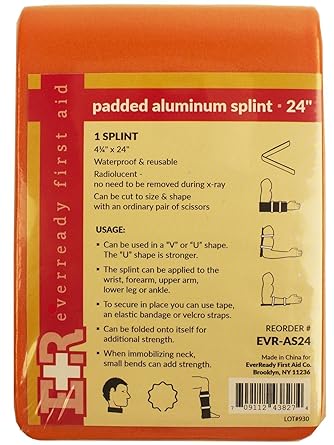 everready first aid
E+R
padded aluminum splint • 24"
1 SPLINT
4¼" x 24"
Waterproof & reusable
Radiolucent -
no need to be removed during x-ray
Can be cut to size & shape
with an ordinary pair of scissors
USAGE:
• Can be used in a "V" or "U" shape.
The "U" shape is stronger.
• The splint can be applied to the
wrist, forearm, upper arm,
lower leg or ankle.
• To secure in place you can use tape,
an elastic bandage or velcro straps.
• Can be folded onto itself for
additional strength.
• When immobilizing neck,
small bends can add strength.
REORDER #
EVR-AS24
Made in China for
EverReady First Aid Co.
Brooklyn, NY 11236
7 09112 43827 4
LOT#930